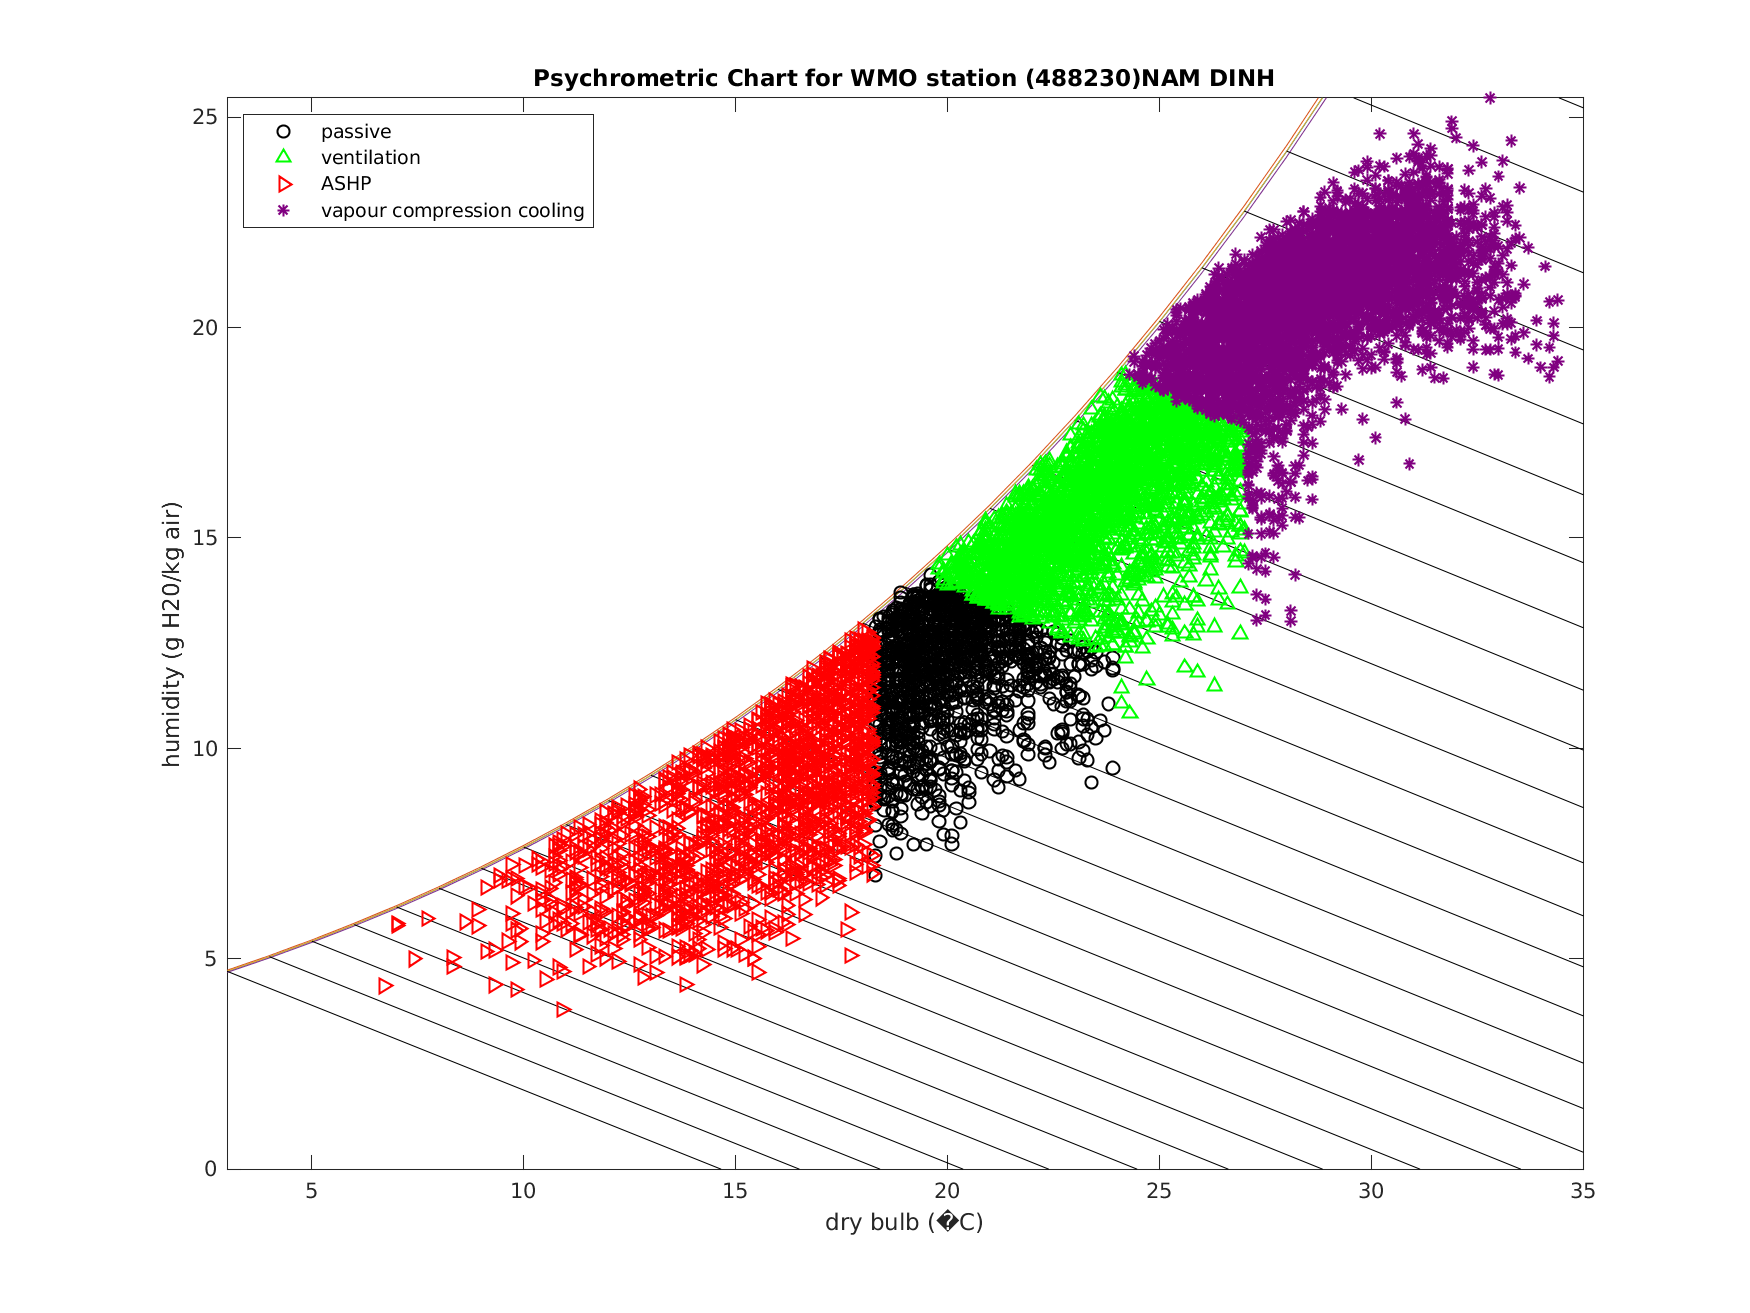 Psychrometric Chart for WMO station (488230)NAM DINH
passive
ventilation
ASHP
vapour compression cooling
humidity (g H20/kg air)
25
20
15
10
5
0
5 10 15 20 25 30 35
dry bulb (�C)